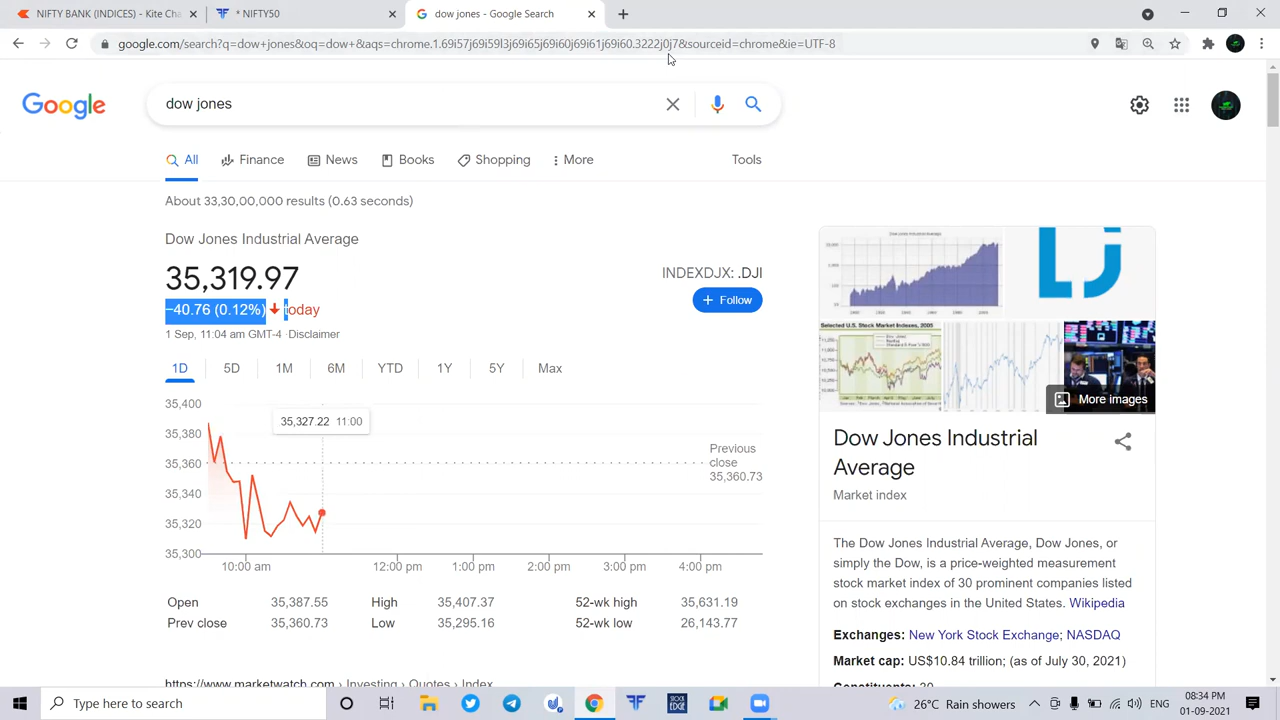 NIFTY BANK (INDICES) - Kite Cha
* NIFTY50
dow jones - Google Search
google.com/search?q=dow+jones&oq=dow+&aqs=chrome.1.69i57j69i59l3j69i61j69i60j69i61j69i60.3222j0j7&sourceid=chrome&ie=UTF-8
Google
dow jones
All
Finance
News
Books
Shopping
More
Tools
About 33,30,00,000 results (0.63 seconds)
Dow Jones Industrial Average
35,319.97
INDEXDJX: .DJI
−40.76 (0.12%) today
+ Follow
1 Sep, 11:04 am GMT-4 · Disclaimer
1D
5D
1M
6M
YTD
1Y
5Y
Max
35,400
35,380
35,360
35,340
35,320
35,300
35,327.22 11:00
Previous
close
35,360.73
10:00 am
12:00 pm
1:00 pm
2:00 pm
3:00 pm
4:00 pm
Open 35,387.55 High 35,407.37 52-wk high 35,631.19
Prev close 35,360.73 Low 35,295.16 52-wk low 26,143.77
https://www.marketwatch.com › Investing › Quotes › Index
More images
Dow Jones Industrial
Average
Market index
The Dow Jones Industrial Average, Dow Jones, or
simply the Dow, is a price-weighted measurement
stock market index of 30 prominent companies listed
on stock exchanges in the United States. Wikipedia
Exchanges: New York Stock Exchange; NASDAQ
Market cap: US$10.84 trillion; (as of July 30, 2021)
Constituents: 30
Type here to search
STOCK
EDGE
26°C Rain showers
ENG
08:34 PM
01-09-2021